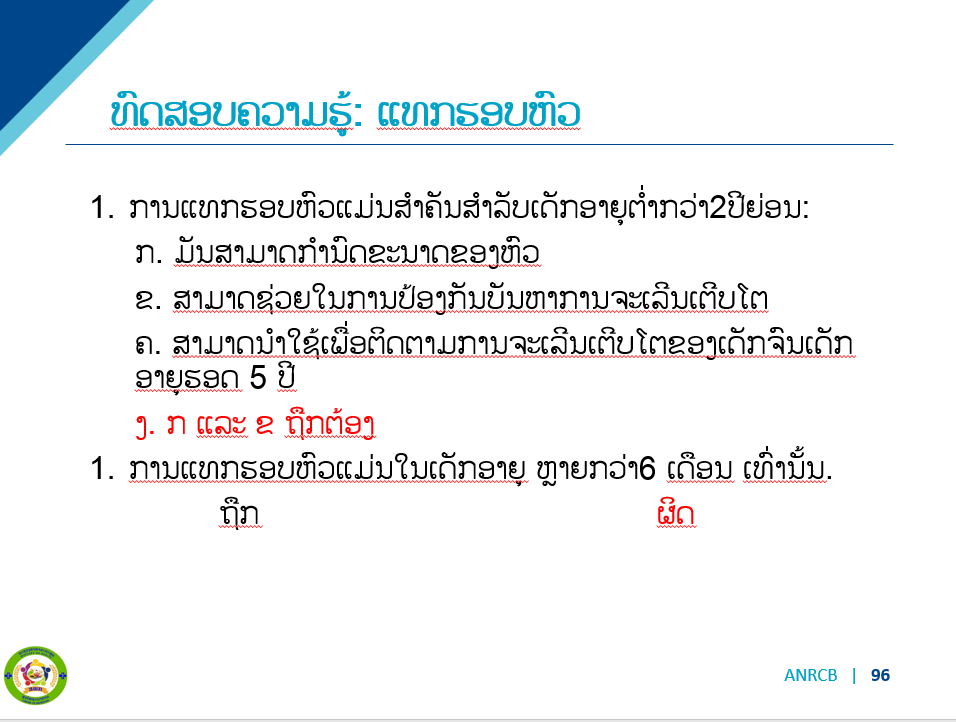 ທົດສອບຄວາມຮູ້: ແທກຮອບຫົວ
1. ການແທກຮອບຫົວແມ່ນສຳຄັນສຳລັບເດັກອາຍຸຕ່ຳກວ່າ2ປີຍ່ອນ:
ກ. ມັນສາມາດກຳນົດຂະນາດຂອງຫົວ
ຂ. ສາມາດຊ່ວຍໃນການປ້ອງກັນບັນຫາການຈະເລີນເຕີບໂຕ
ຄ. ສາມາດນຳໃຊ້ເພື່ອຕິດຕາມການຈະເລີນເຕີບໂຕຂອງເດັກຈົນເດັກ
ອາຍຸຮອດ 5 ປີ
ງ. ກ ແລະ ຂ ຖືກຕ້ອງ
1. ການແທກຮອບຫົວແມ່ນໃນເດັກອາຍຸ ຫຼາຍກວ່າ6 ເດືອນ ເທົ່ານັ້ນ.
ຖືກ ຜິດ
ANRCB | 96